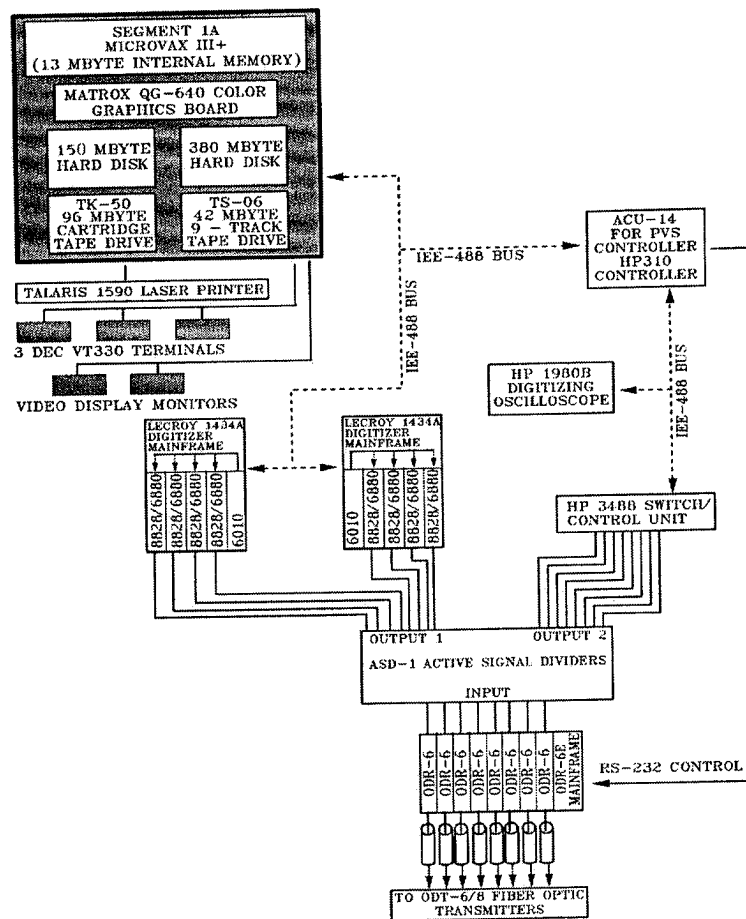 SEGMENT 1A
MICROVAX III+
(13 MBYTE INTERNAL MEMORY)
MATROX QG-640 COLOR
GRAPHICS BOARD
150 MBYTE
HARD DISK
380 MBYTE
HARD DISK
TK-50
96 MBYTE
CARTRIDGE
TAPE DRIVE
TS-06
42 MBYTE
9 - TRACK
TAPE DRIVE
TALARIS 1590 LASER PRINTER
3 DEC VT330 TERMINALS
VIDEO DISPLAY MONITORS
IEE-488 BUS
IEE-488 BUS
ACU-14
FOR PVS
CONTROLLER
HP310
CONTROLLER
HP 1980B
DIGITIZING
OSCILLOSCOPE
IEE-488 BUS
LECROY 1434A
DIGITIZER
MAINFRAME
8828/6880
8828/6880
8828/6880
8828/6880
6010
LECROY 1434A
DIGITIZER
MAINFRAME
6010
8828/6880
8828/6880
8828/6880
8828/6880
HP 3488 SWITCH/
CONTROL UNIT
OUTPUT 1
OUTPUT 2
ASD-1 ACTIVE SIGNAL DIVIDERS
INPUT
ODR-6
ODR-6
ODR-6
ODR-6
ODR-6
ODR-6
ODR-6
ODR-6E
MAINFRAME
RS-232 CONTROL
TO ODT-6/8 FIBER OPTIC
TRANSMITTERS